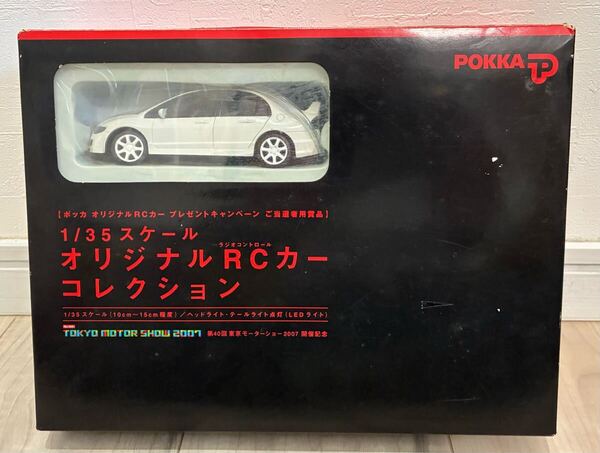 POKKA
【ポッカ オリジナルRCカー プレゼントキャンペーン ご当選者用賞品】
1/35スケール
ラジオコントロール
オリジナルRCカー
コレクション
1/35スケール(10cm〜15cm程度)/ヘッドライト・テールライト点灯(LEDライト)
TOKYO MOTOR SHOW 2007 第40回 東京モーターショー2007 開催記念